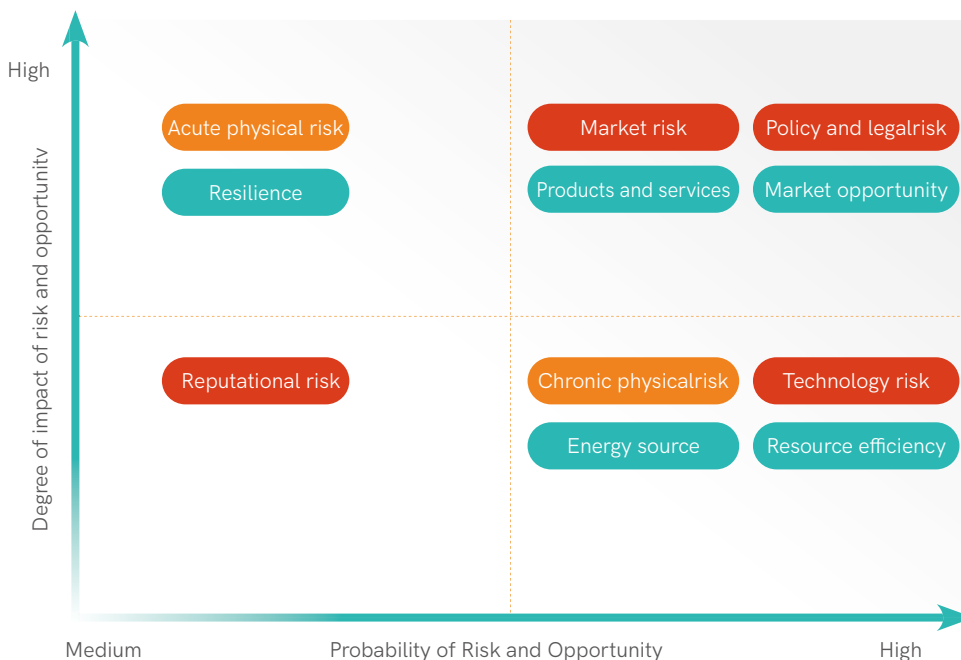 High
Degree of impact of risk and opportunity
Acute physical risk
Resilience
Market risk
Policy and legalrisk
Products and services
Market opportunity
Reputational risk
Chronic physicalrisk
Technology risk
Energy source
Resource efficiency
Medium
Probability of Risk and Opportunity
High